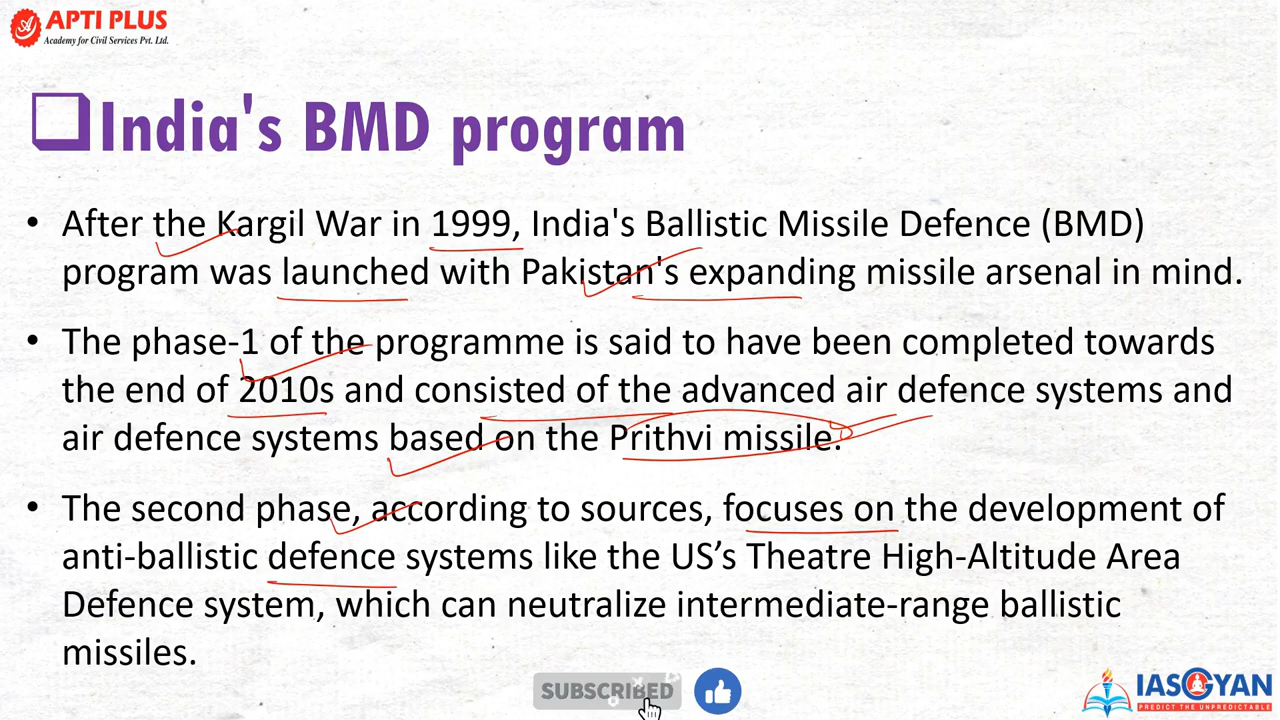 APTI PLUS
Academy for Civil Services Pvt. Ltd.
India's BMD program
• After the Kargil War in 1999, India's Ballistic Missile Defence (BMD)
program was launched with Pakistan's expanding missile arsenal in mind.
• The phase-1 of the programme is said to have been completed towards
the end of 2010s and consisted of the advanced air defence systems and
air defence systems based on the Prithvi missile.
• The second phase, according to sources, focuses on the development of
anti-ballistic defence systems like the US’s Theatre High-Altitude Area
Defence system, which can neutralize intermediate-range ballistic
missiles.
SUBSCRIBED
IASGYAN
PREDICT THE UNPREDICTABLE